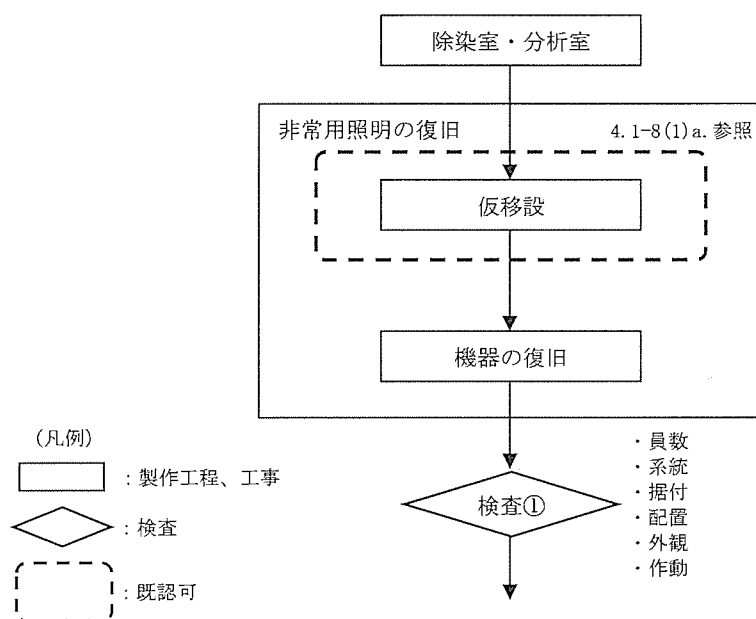 除染室・分析室
非常用照明の復旧
4.1-8(1)a.参照
仮移設
機器の復旧
検査①
・員数
・系統
・据付
・配置
・外観
・作動
(凡例)
：製作工程、工事
：検査
：既認可